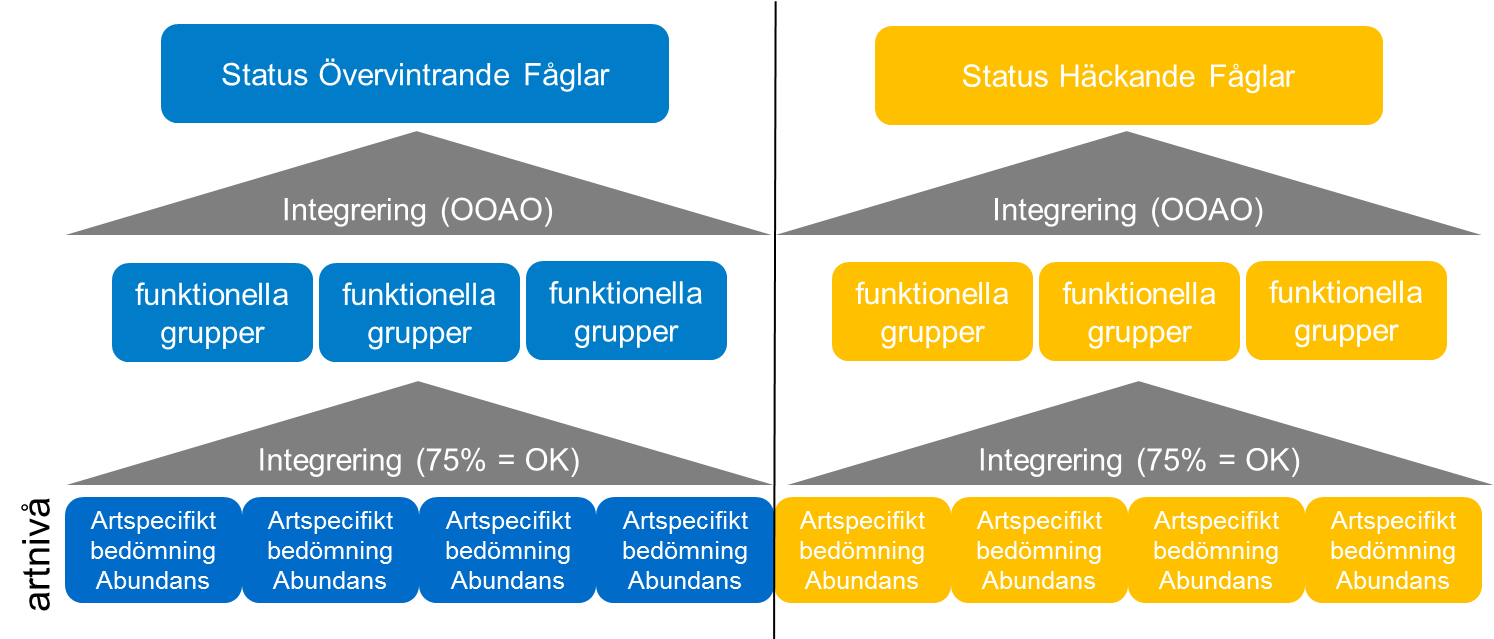 Status Övervintrande Fåglar
Status Häckande Fåglar
Integrering (OOAO)
Integrering (OOAO)
funktionella
grupper
funktionella
grupper
funktionella
grupper
funktionella
grupper
funktionella
grupper
funktionella
grupper
Integrering (75% = OK)
Integrering (75% = OK)
artnivå
Artspecifikt
bedömning
Abundans
Artspecifikt
bedömning
Abundans
Artspecifikt
bedömning
Abundans
Artspecifikt
bedömning
Abundans
Artspecifikt
bedömning
Abundans
Artspecifikt
bedömning
Abundans
Artspecifikt
bedömning
Abundans
Artspecifikt
bedömning
Abundans